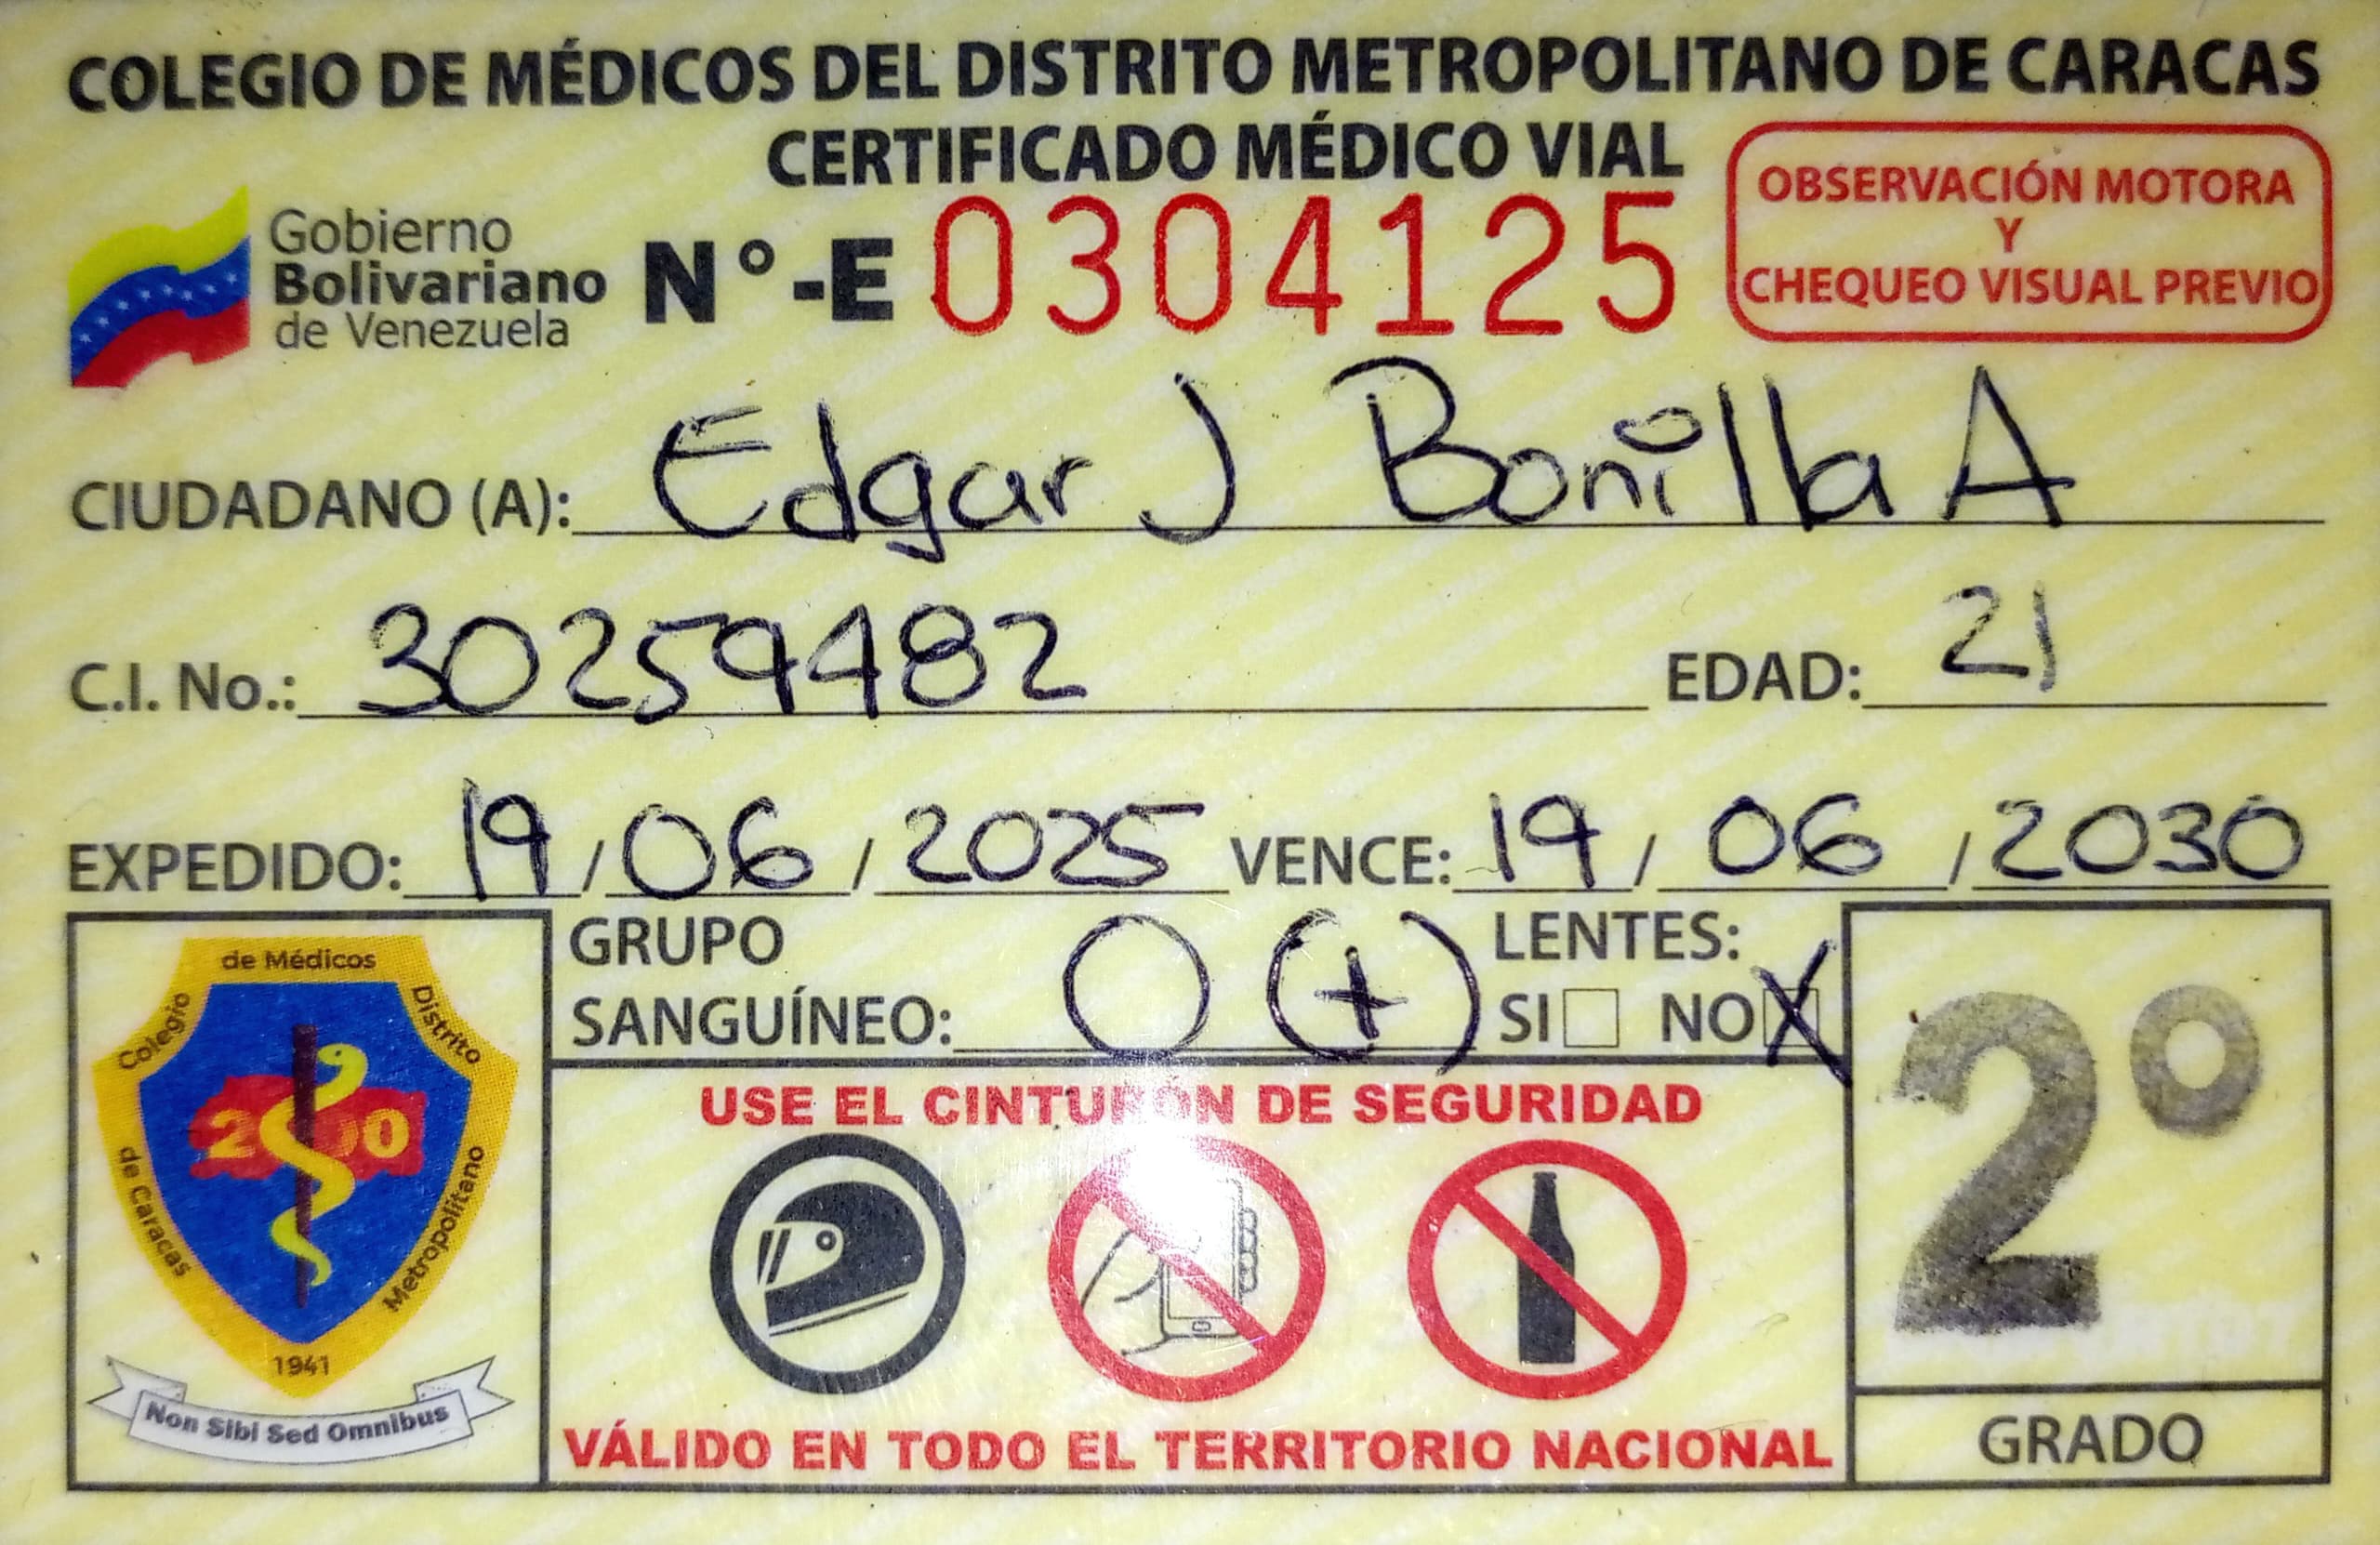 COLEGIO DE MÉDICOS DEL DISTRITO METROPOLITANO DE CARACAS
CERTIFICADO MÉDICO VIAL
Gobierno
Bolivariano
de Venezuela
N°-E 0304125
OBSERVACIÓN MOTORA
Y
CHEQUEO VISUAL PREVIO
CIUDADANO (A): Edgar J Bonilla A
C.I. No.: 30259482 EDAD: 21
EXPEDIDO: 19/06/2025 VENCE: 19/06/2030
GRUPO
SANGUÍNEO: O (+)
LENTES:
SI NO X
Colegio de Médicos Distrito Metropolitano de Caracas
200
1941
Non Sibi Sed Omnibus
USE EL CINTURÓN DE SEGURIDAD
VÁLIDO EN TODO EL TERRITORIO NACIONAL
2°
GRADO